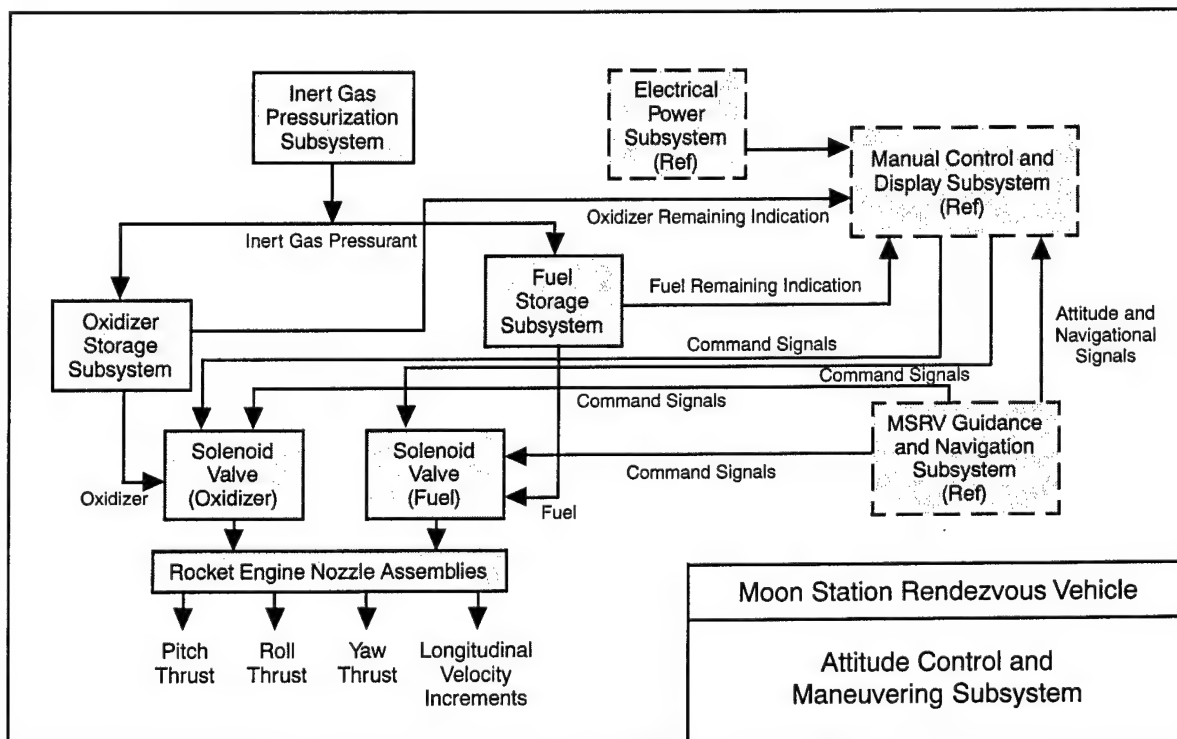 Inert Gas
Pressurization
Subsystem
Electrical
Power
Subsystem
(Ref)
Manual Control and
Display Subsystem
(Ref)
Oxidizer Remaining Indication
Inert Gas Pressurant
Fuel
Storage
Subsystem
Fuel Remaining Indication
Oxidizer
Storage
Subsystem
Attitude and
Navigational
Signals
Command Signals
Command Signals
Command Signals
Solenoid
Valve
(Oxidizer)
Solenoid
Valve
(Fuel)
MSRV Guidance
and Navigation
Subsystem
(Ref)
Command Signals
Oxidizer
Fuel
Rocket Engine Nozzle Assemblies
Pitch
Thrust
Roll
Thrust
Yaw
Thrust
Longitudinal
Velocity
Increments
Moon Station Rendezvous Vehicle
Attitude Control and
Maneuvering Subsystem